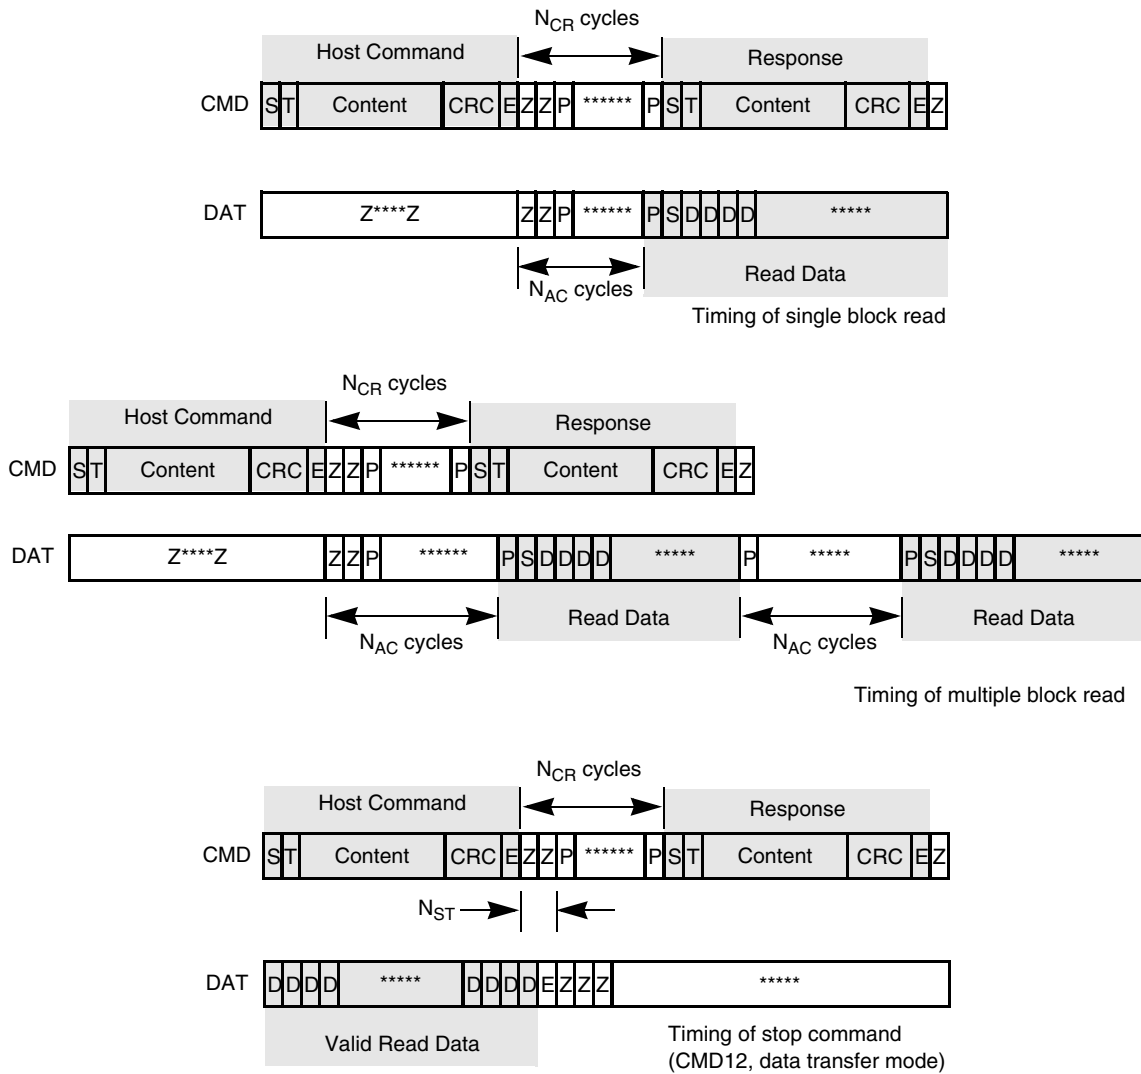 N_CR cycles
Host Command Response
CMD S T Content CRC E Z Z P ****** P S T Content CRC E Z
DAT Z****Z Z Z P ****** P S D D D D *****
N_AC cycles Read Data
Timing of single block read
N_CR cycles
Host Command Response
CMD S T Content CRC E Z Z P ****** P S T Content CRC E Z
DAT Z****Z Z Z P ****** P S D D D D ***** P ***** P S D D D D *****
N_AC cycles Read Data N_AC cycles Read Data
Timing of multiple block read
N_CR cycles
Host Command Response
CMD S T Content CRC E Z Z P ****** P S T Content CRC E Z
N_ST
DAT D D D D ***** D D D D E Z Z Z *****
Valid Read Data
Timing of stop command
(CMD12, data transfer mode)